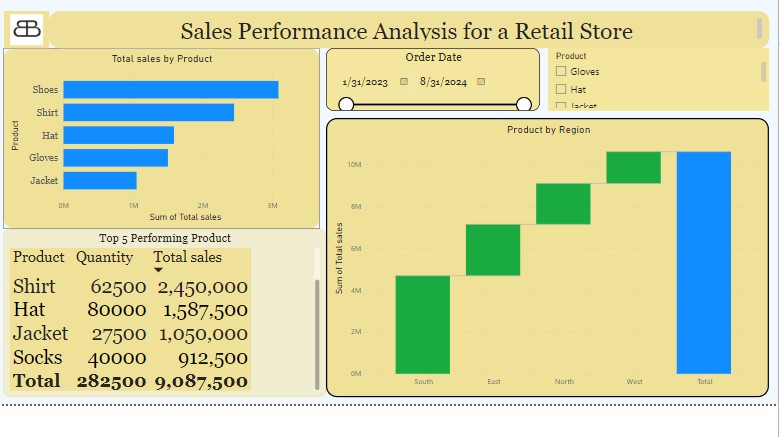 Sales Performance Analysis for a Retail Store
Total sales by Product
Product
Shoes
Shirt
Hat
Gloves
Jacket
0M 1M 2M 3M
Sum of Total sales
Order Date
1/31/2023 8/31/2024
Product
Gloves
Hat
Jacket
Top 5 Performing Product
Product Quantity Total sales
Shirt 62500 2,450,000
Hat 80000 1,587,500
Jacket 27500 1,050,000
Socks 40000 912,500
Total 282500 9,087,500
Product by Region
Sum of Total sales
10M
8M
6M
4M
2M
0M
South East North West Total